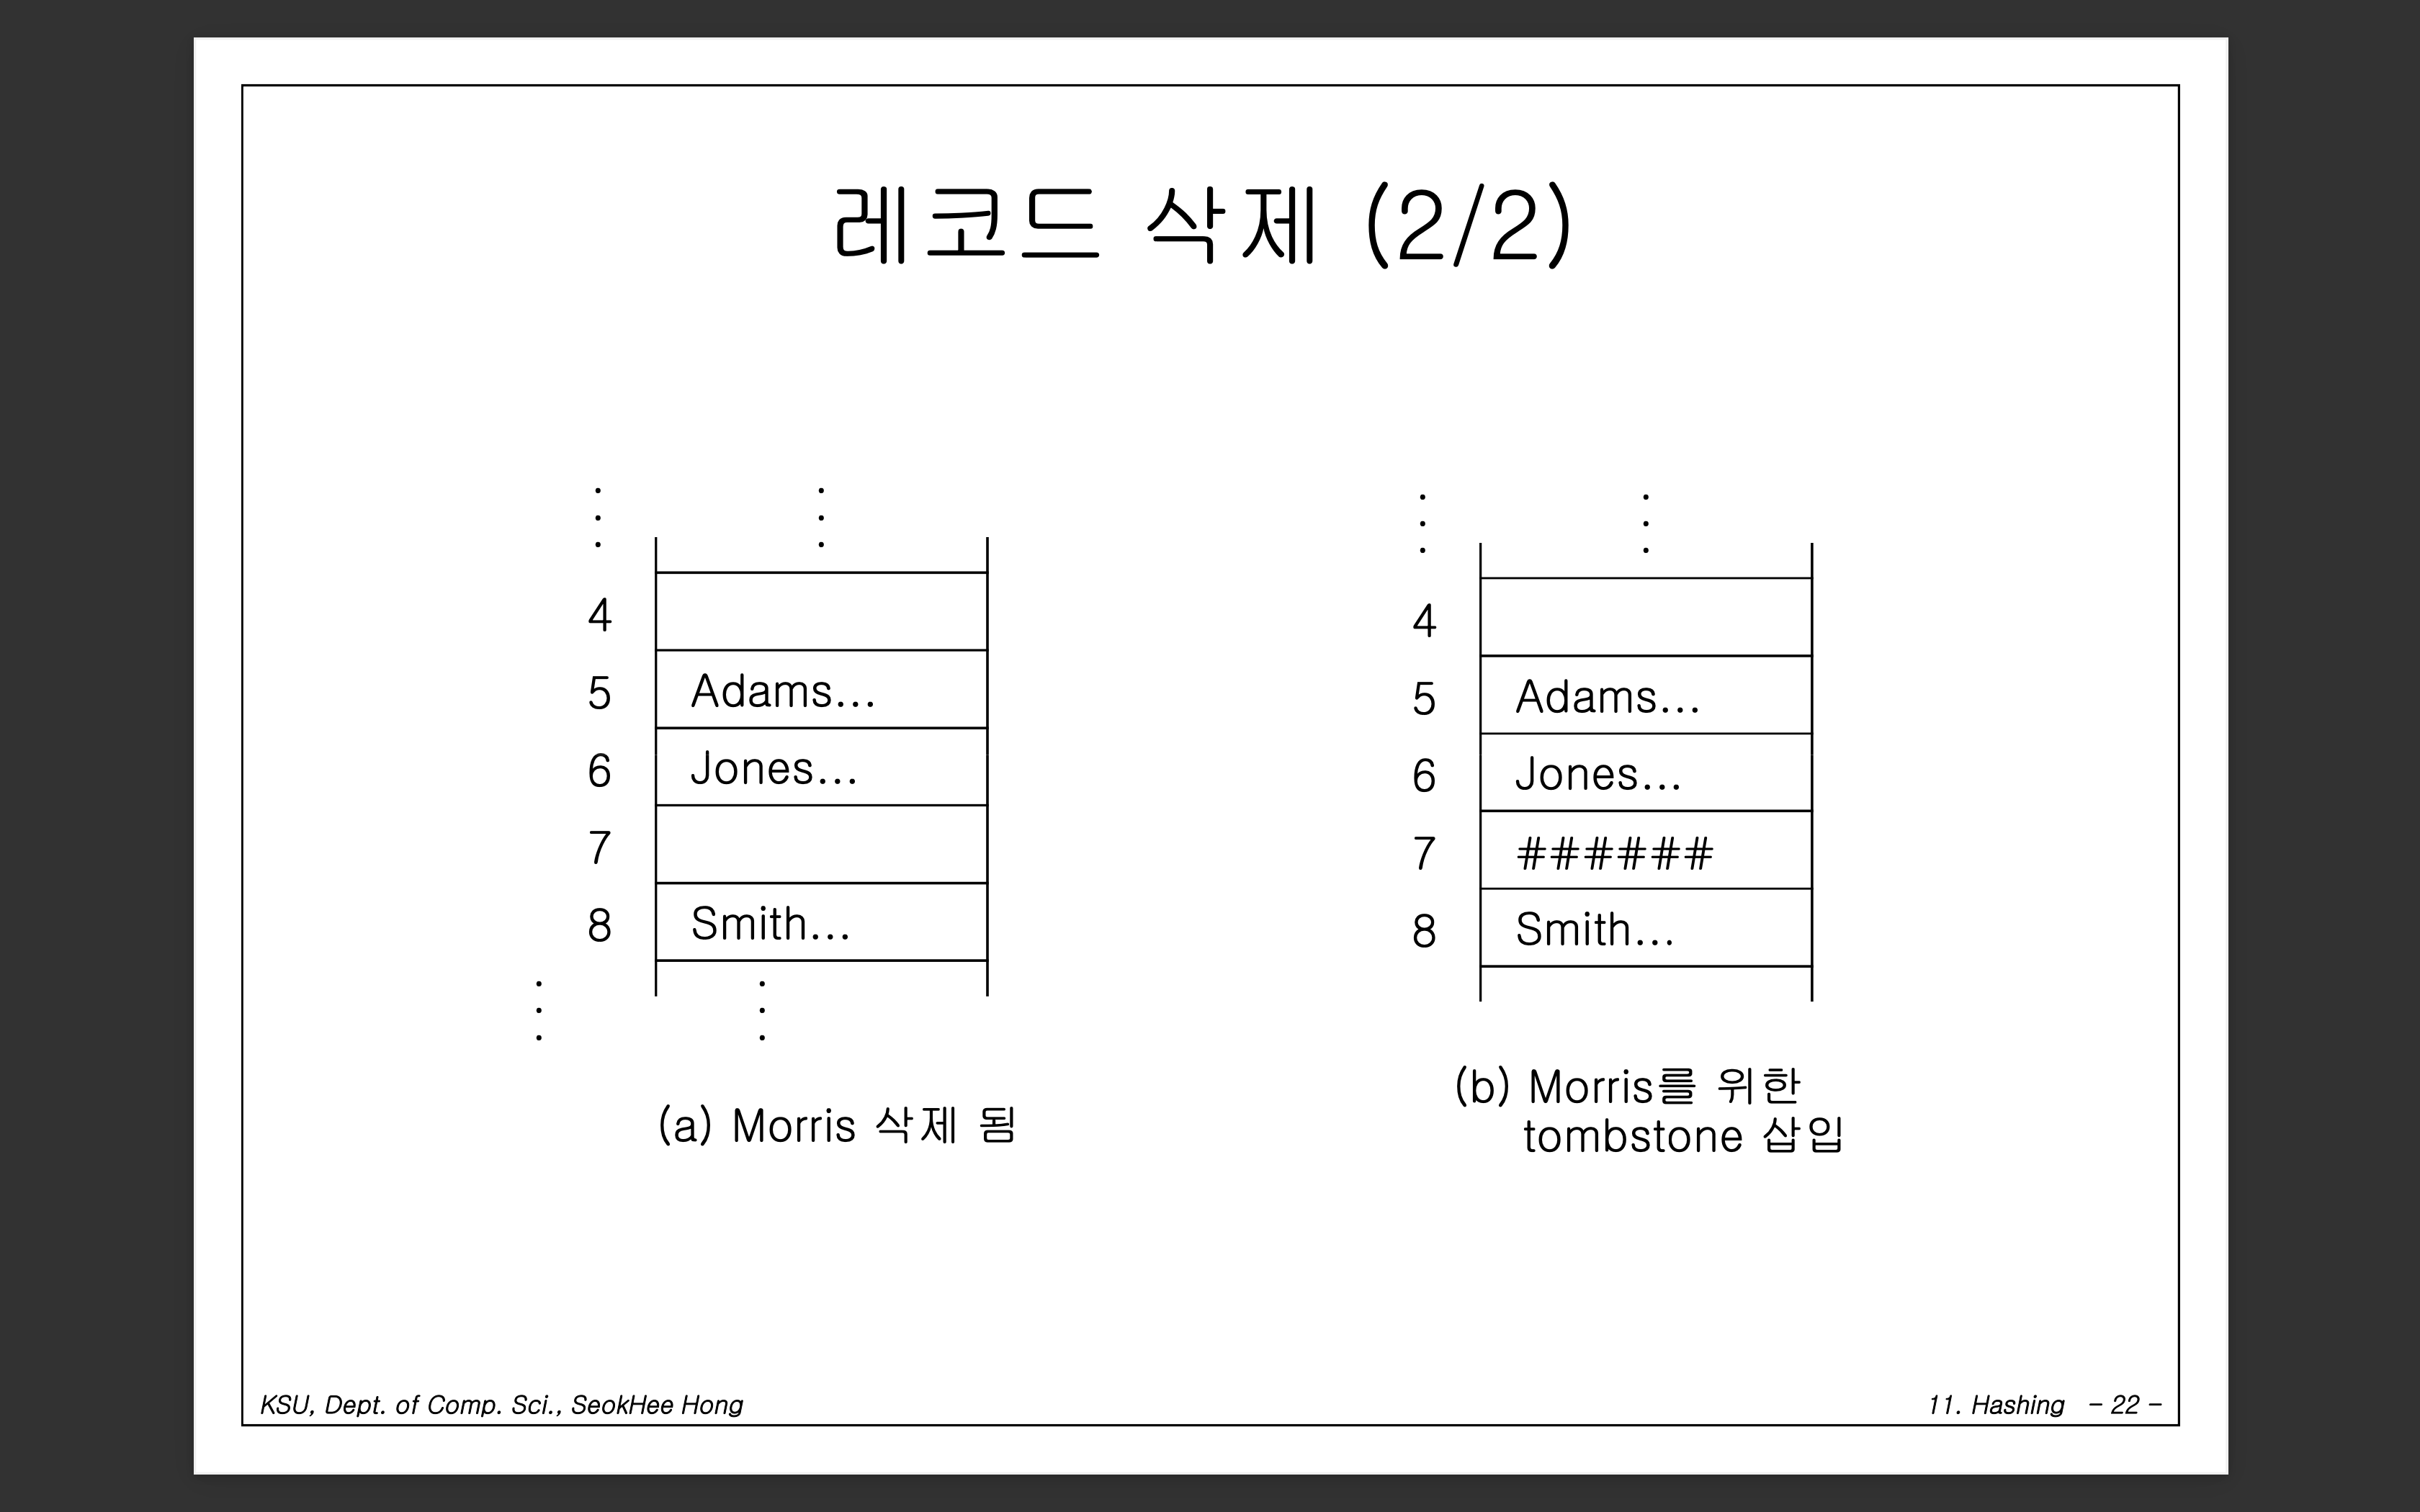 레코드 삭제 (2/2)
4
5 Adams...
6 Jones...
7
8 Smith...
(a) Morris 삭제 됨
4
5 Adams...
6 Jones...
7 ######
8 Smith...
(b) Morris를 위한
tombstone 삽입
KSU, Dept. of Comp. Sci., SeokHee Hong
11. Hashing - 22 -